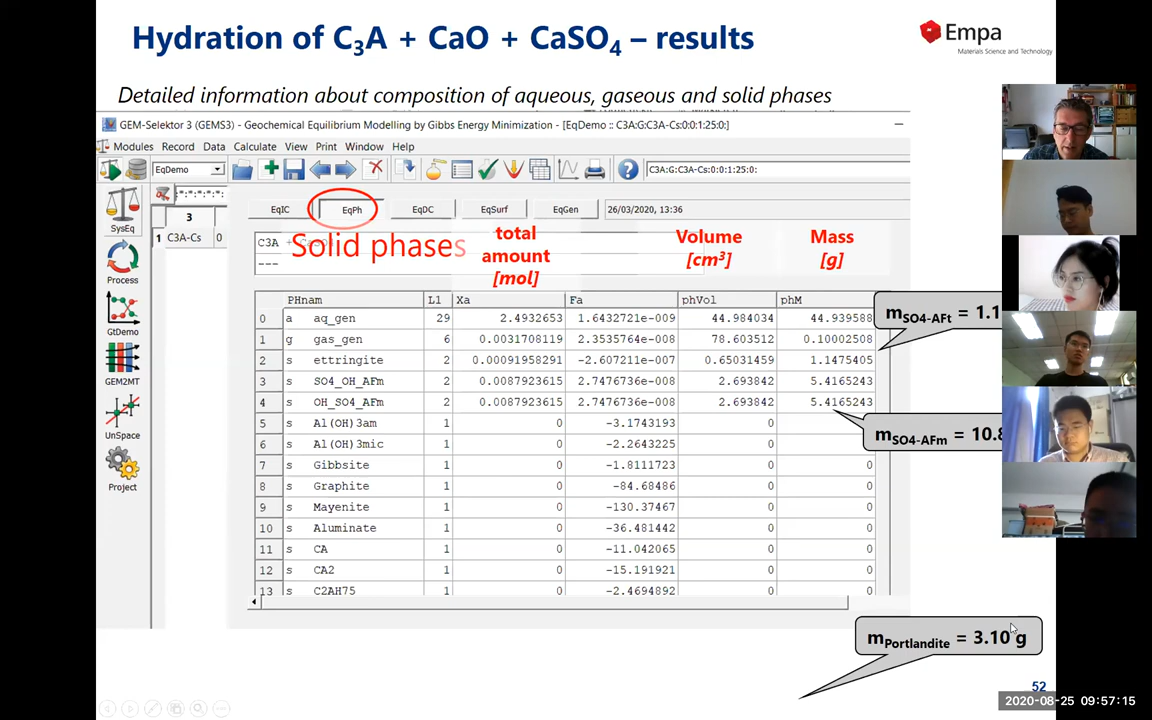 Hydration of C3A + CaO + CaSO4 – results
Empa
Materials Science and Technology
Detailed information about composition of aqueous, gaseous and solid phases
GEM-Selektor 3 (GEMS3) - Geochemical Equilibrium Modelling by Gibbs Energy Minimization - [EqDemo :: C3A:G:C3A-Cs:0:0:1:25:0:]
Modules Record Data Calculate View Print Window Help
EqDemo C3A:G:C3A-Cs:0:0:1:25:0:
EqIC EqPh EqDC EqSurf EqGen 26/03/2020, 13:36
SysEq
3
1 C3A-Cs 0
Process
GtDemo
GEM2MT
UnSpace
Project
C3A
---
Solid phases
total amount [mol]
Volume [cm3]
Mass [g]
PHnam L1 Xa Fa phVol phM
0 a aq_gen 29 2.4932653 1.6432721e-009 44.984034 44.939588
1 g gas_gen 6 0.0031708119 2.3535764e-008 78.603512 0.10002508
2 s ettringite 2 0.00091958291 -2.607211e-007 0.65031459 1.1475405
3 s SO4_OH_AFm 2 0.0087923615 2.7476736e-008 2.693842 5.4165243
4 s OH_SO4_AFm 2 0.0087923615 2.7476736e-008 2.693842 5.4165243
5 s Al(OH)3am 1 0 -3.1743193 0
6 s Al(OH)3mic 1 0 -2.2643225 0 0
7 s Gibbsite 1 0 -1.8111723 0 0
8 s Graphite 1 0 -84.68486 0 0
9 s Mayenite 1 0 -130.37467 0 0
10 s Aluminate 1 0 -36.481442 0 0
11 s CA 1 0 -11.042065 0 0
12 s CA2 1 0 -15.191921 0 0
13 s C2AH75 1 0 -2.4694892 0 0
mSO4-AFt = 1.1
mSO4-AFm = 10.8
mPortlandite = 3.10 g
52
2020-08-25 09:57:15